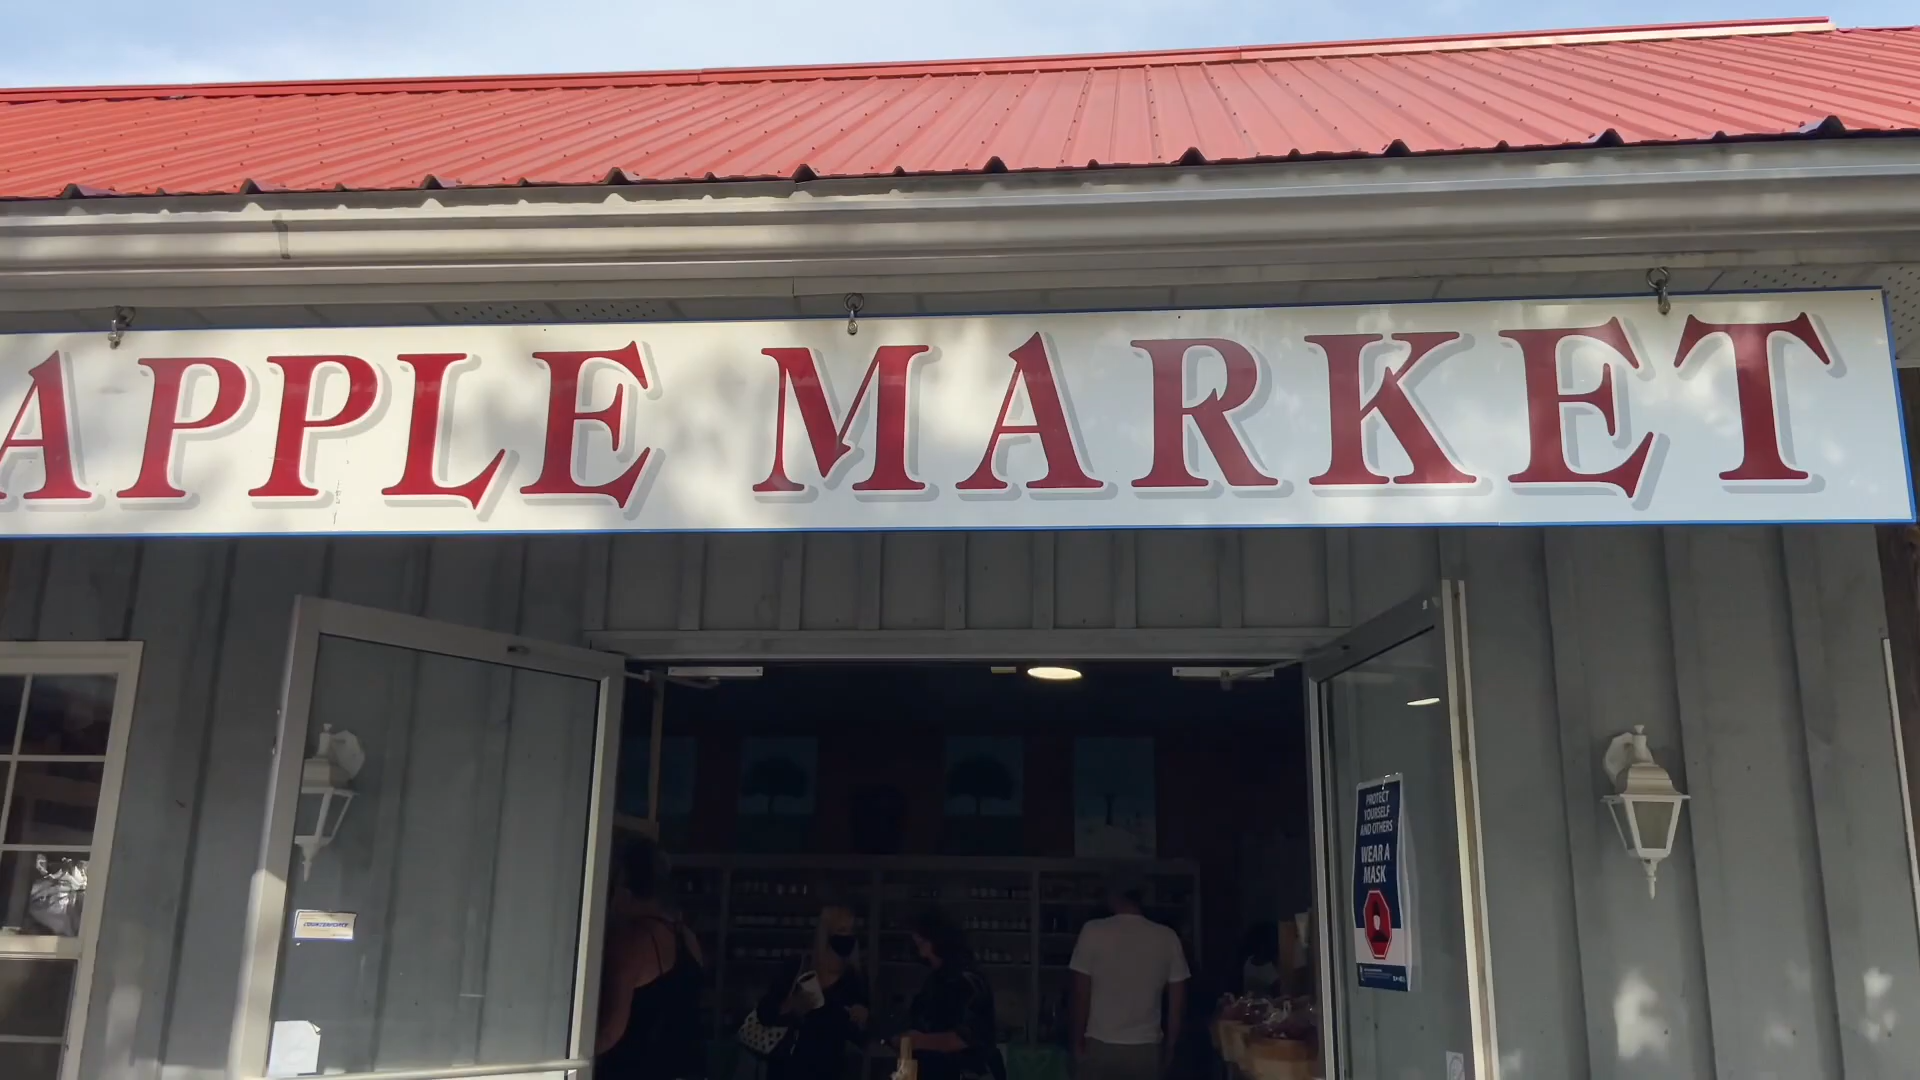 APPLE MARKET
PROTECT
YOURSELF
AND OTHERS
WEAR A
MASK